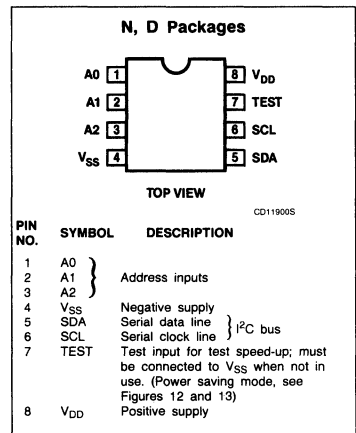 N, D Packages
A0 1
8 VDD
A1 2
7 TEST
A2 3
6 SCL
VSS 4
5 SDA
TOP VIEW
CD11900S
PIN NO. SYMBOL DESCRIPTION
1 A0
2 A1 Address inputs
3 A2
4 VSS Negative supply
5 SDA Serial data line
I²C bus
6 SCL Serial clock line
7 TEST Test input for test speed-up; must
be connected to VSS when not in
use. (Power saving mode, see
Figures 12 and 13)
8 VDD Positive supply